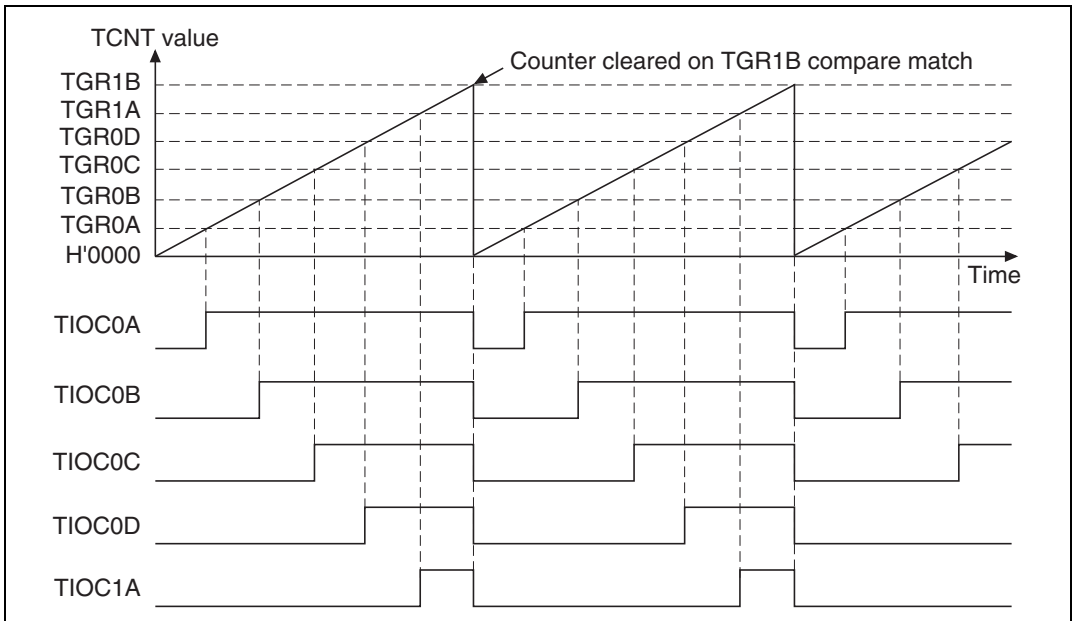 TCNT value
Counter cleared on TGR1B compare match
TGR1B
TGR1A
TGR0D
TGR0C
TGR0B
TGR0A
H'0000
Time
TIOC0A
TIOC0B
TIOC0C
TIOC0D
TIOC1A